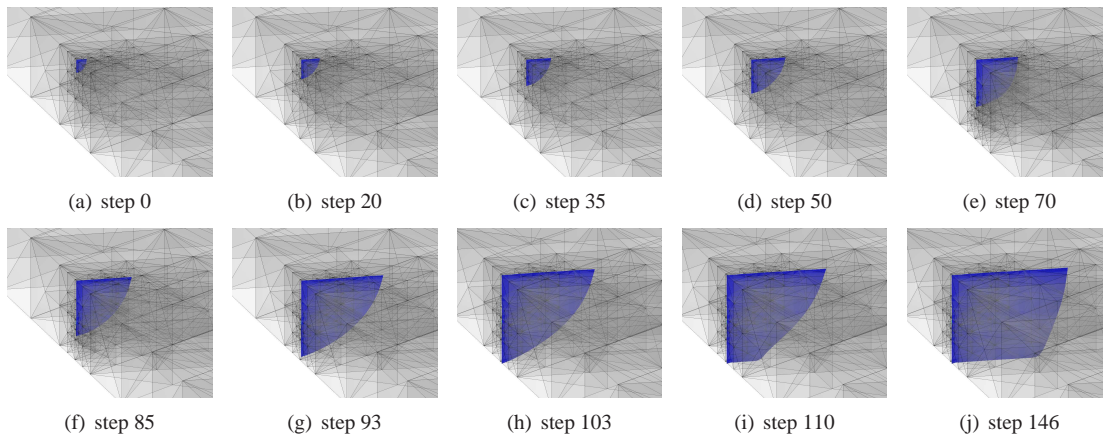 (a) step 0
(b) step 20
(c) step 35
(d) step 50
(e) step 70
(f) step 85
(g) step 93
(h) step 103
(i) step 110
(j) step 146